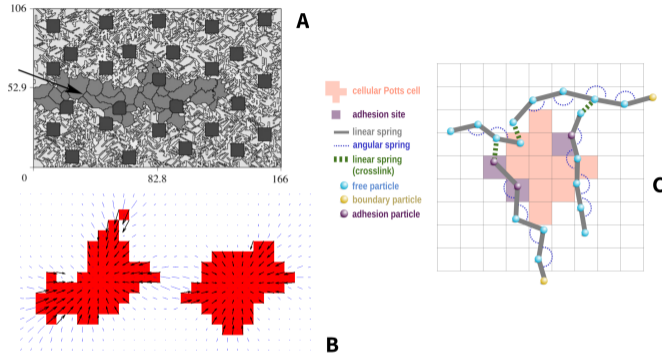 106
A
52.9
0
82.8
166
B
cellular Potts cell
adhesion site
linear spring
angular spring
linear spring
(crosslink)
free particle
boundary particle
adhesion particle
C